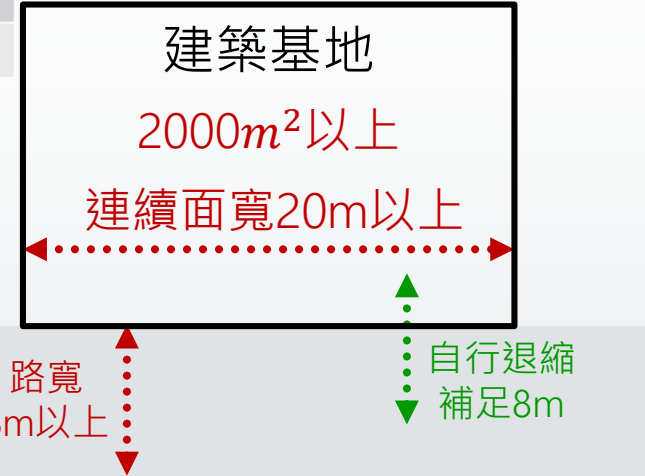 建築基地
2000m²以上
連續面寬20m以上
路寬
m以上
自行退縮
補足8m